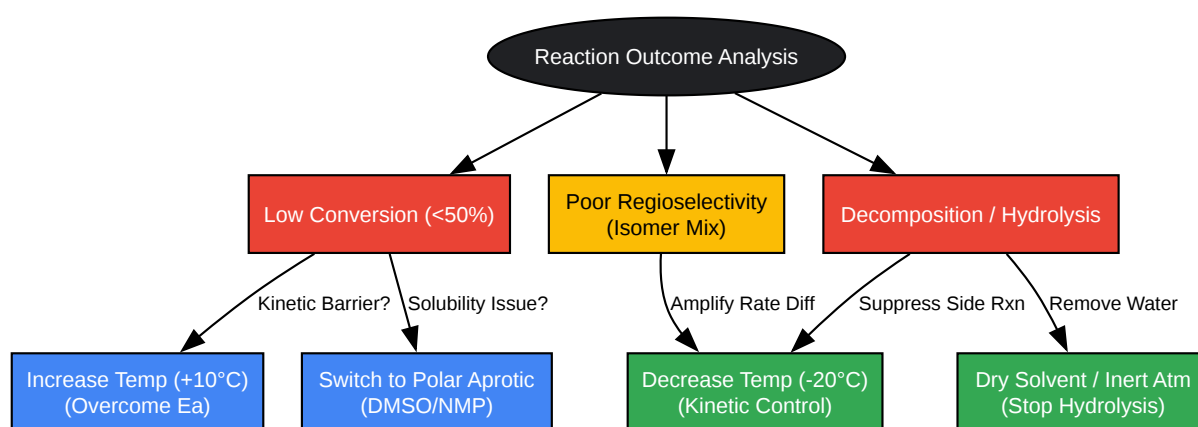 Reaction Outcome Analysis
Low Conversion (<50%)
Poor Regioselectivity
(Isomer Mix)
Decomposition / Hydrolysis
Kinetic Barrier?
Solubility Issue?
Amplify Rate Diff
Suppress Side Rxn
Remove Water
Increase Temp (+10°C)
(Overcome Ea)
Switch to Polar Aprotic
(DMSO/NMP)
Decrease Temp (-20°C)
(Kinetic Control)
Dry Solvent / Inert Atm
(Stop Hydrolysis)